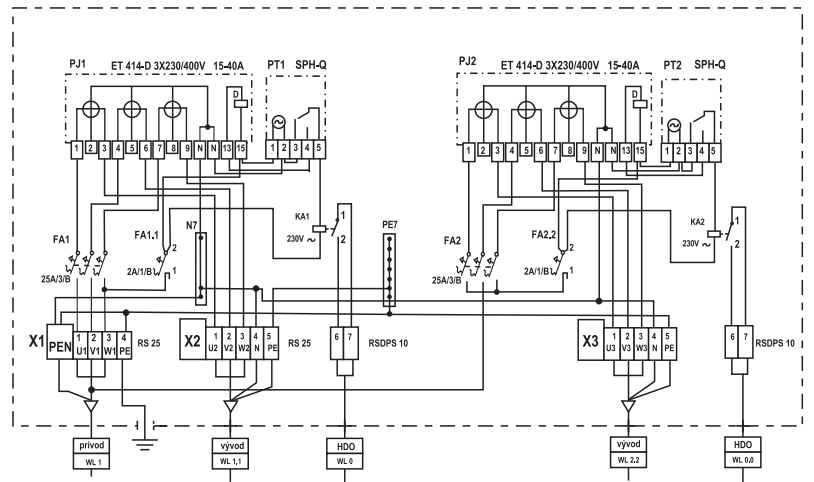 PJ1 ET 414-D 3X230/400V 15-40A PT1 SPH-Q
D
1 2 3 4 5 6 7 8 9 N N 13 15
1 2 3 4 5
PJ2 ET 414-D 3X230/400V 15-40A PT2 SPH-Q
D
1 2 3 4 5 6 7 8 9 N N 13 15
1 2 3 4 5
FA1
25A/3/B
FA1.1
2
2A/1/B
1
N7
KA1
230V ~
1
2
PE7
FA2
25A/3/B
FA2.2
2
2A/1/B
1
KA2
230V ~
1
2
X1 PEN
1 2 3 4
U1 V1 W1 PE
RS 25
X2
1 2 3 4 5
U2 V2 W2 N PE
RS 25
6 7
RSDPS 10
X3
1 2 3 4 5
U3 V3 W3 N PE
6 7
RSDPS 10
prívod
WL 1
vývod
WL 1,1
HDO
WL 0
vývod
WL 2.2
HDO
WL 0.0